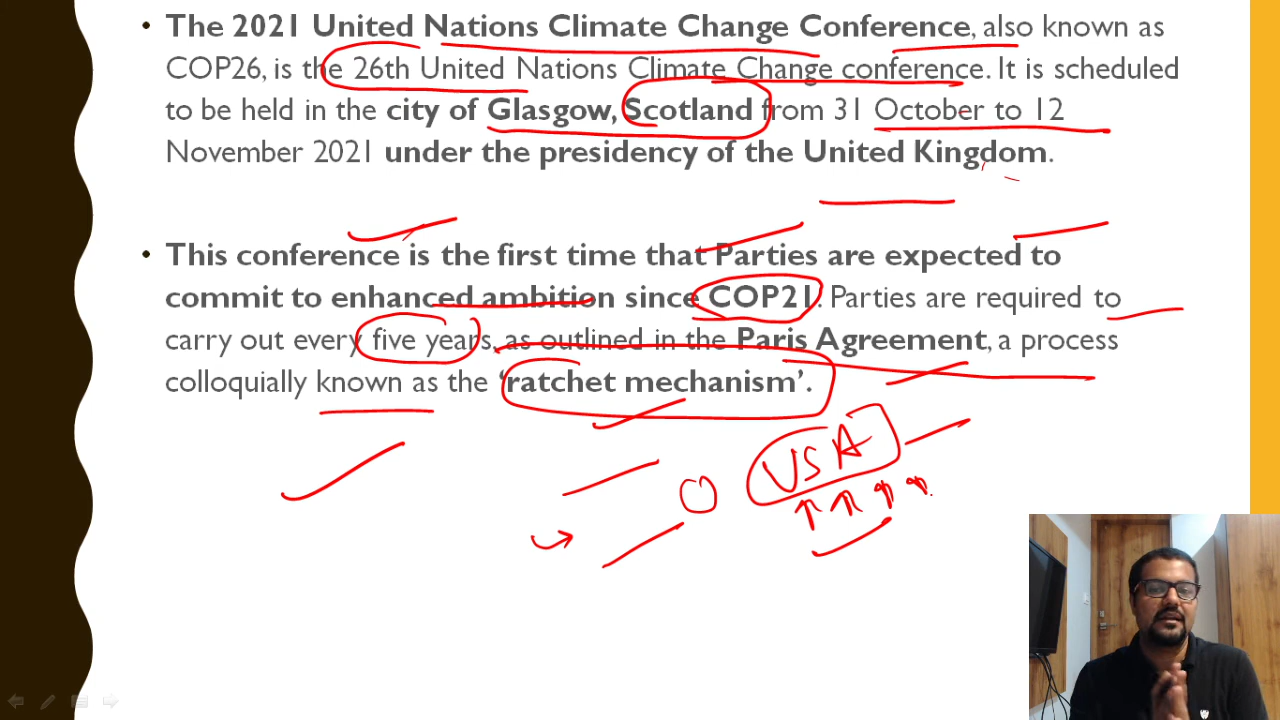 • The 2021 United Nations Climate Change Conference, also known as
COP26, is the 26th United Nations Climate Change conference. It is scheduled
to be held in the city of Glasgow, Scotland from 31 October to 12
November 2021 under the presidency of the United Kingdom.
• This conference is the first time that Parties are expected to
commit to enhanced ambition since COP21. Parties are required to
carry out every five years, as outlined in the Paris Agreement, a process
colloquially known as the ‘ratchet mechanism’.
USA